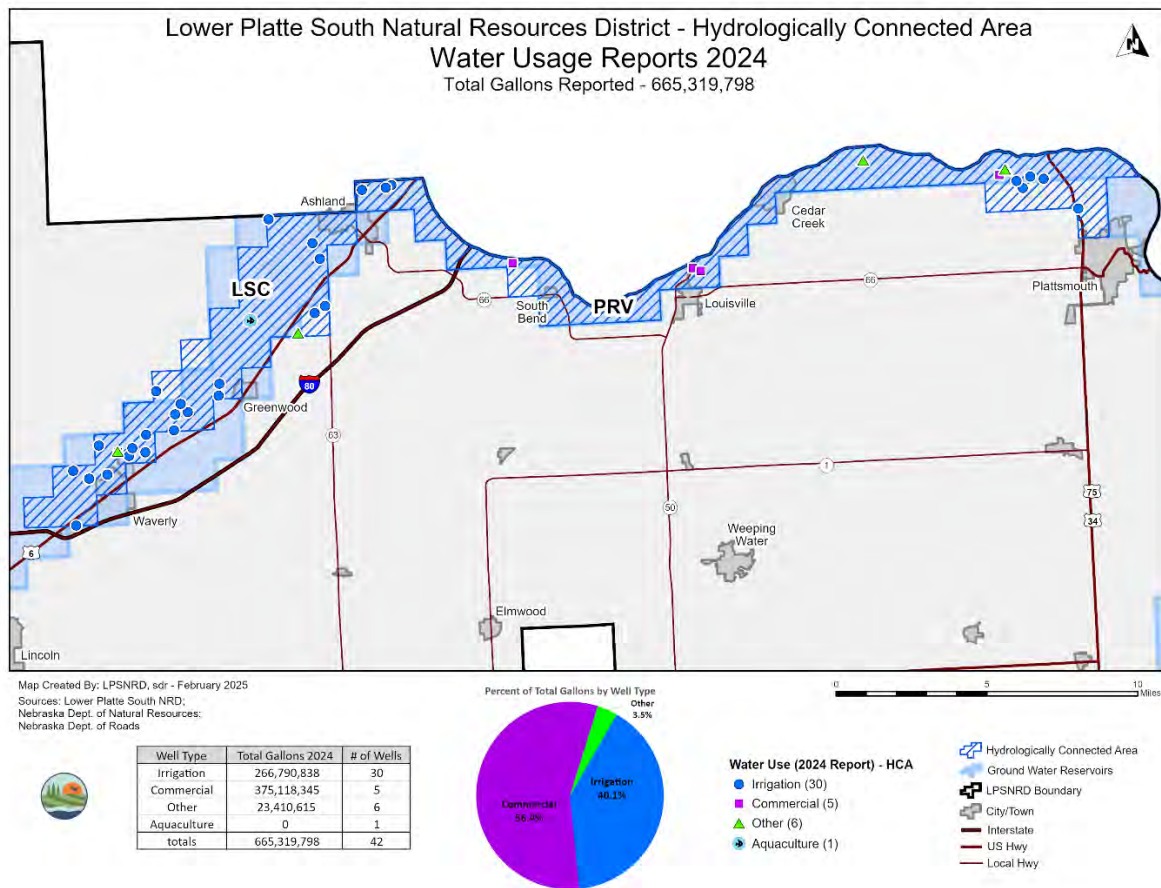 Lower Platte South Natural Resources District - Hydrologically Connected Area
Water Usage Reports 2024
Total Gallons Reported - 665,319,798
N
Ashland
Cedar
Creek
LSC
PRV
66
South
Bend
Louisville
66
Plattsmouth
80
Greenwood
63
1
50
75
34
Waverly
6
Weeping
Water
Elmwood
Lincoln
Map Created By: LPSNRD, sdr - February 2025
Sources: Lower Platte South NRD;
Nebraska Dept. of Natural Resources;
Nebraska Dept. of Roads
0 5 10
Miles
Well Type Total Gallons 2024 # of Wells
Irrigation 266,790,838 30
Commercial 375,118,345 5
Other 23,410,615 6
Aquaculture 0 1
totals 665,319,798 42
Percent of Total Gallons by Well Type
Other
3.5%
Irrigation
40.1%
Commercial
56.4%
Water Use (2024 Report) - HCA
Irrigation (30)
Commercial (5)
Other (6)
Aquaculture (1)
Hydrologically Connected Area
Ground Water Reservoirs
LPSNRD Boundary
City/Town
Interstate
US Hwy
Local Hwy